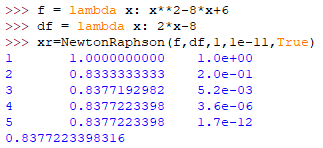 >>> f = lambda x: x**2-8*x+6
>>> df = lambda x: 2*x-8
>>> xr=NewtonRaphson(f,df,1,1e-11,True)
1 1.0000000000 1.0e+00
2 0.8333333333 2.0e-01
3 0.8377192982 5.2e-03
4 0.8377223398 3.6e-06
5 0.8377223398 1.7e-12
0.8377223398316